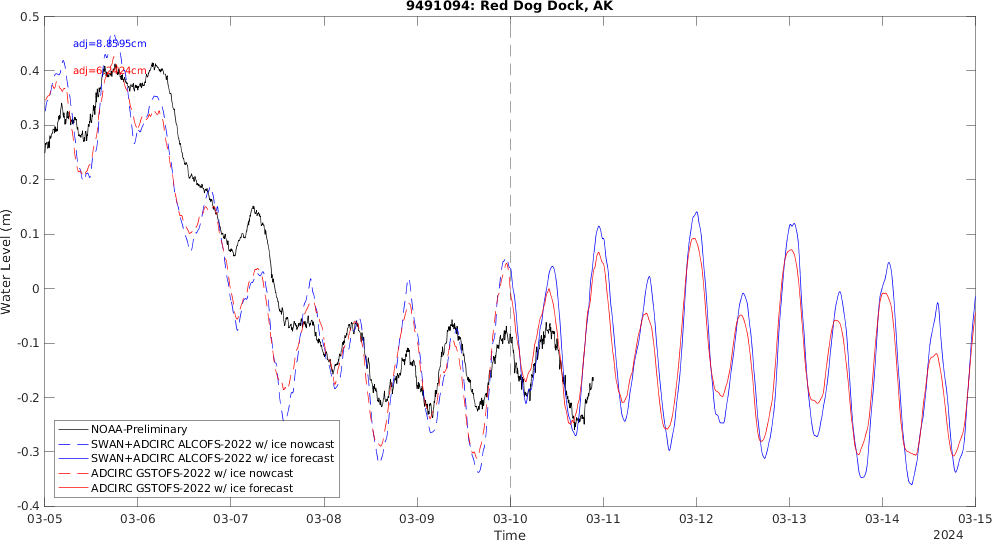 9491094: Red Dog Dock, AK
0.5
adj=8.8595cm
0.4
0.3
0.2
0.1
0
-0.1
-0.2
-0.3
-0.4
Water Level (m)
NOAA-Preliminary
SWAN+ADCIRC ALCOFS-2022 w/ ice nowcast
SWAN+ADCIRC ALCOFS-2022 w/ ice forecast
ADCIRC GSTOFS-2022 w/ ice nowcast
ADCIRC GSTOFS-2022 w/ ice forecast
03-05 03-06 03-07 03-08 03-09 03-10 03-11 03-12 03-13 03-14 03-15
Time
2024